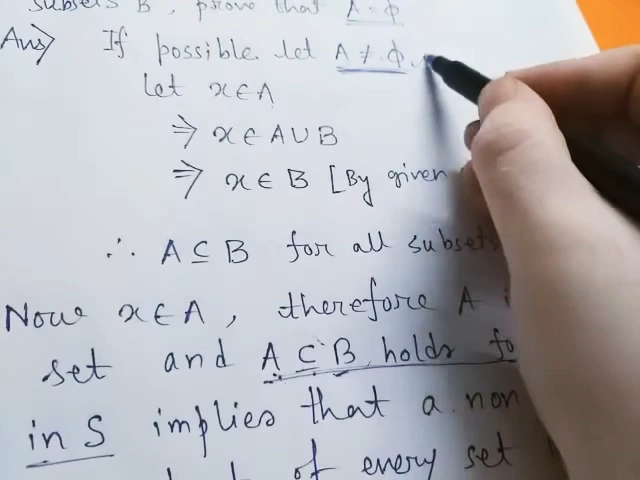 subsets B, prove that A = ϕ
Ans⟩ If possible let A ≠ ϕ.
Let x ∈ A
⇒ x ∈ A ∪ B
⇒ x ∈ B [By given
∴ A ⊆ B for all subsets
Now x ∈ A, therefore A
set and A ⊆ B holds fo
in S implies that a non
of every set